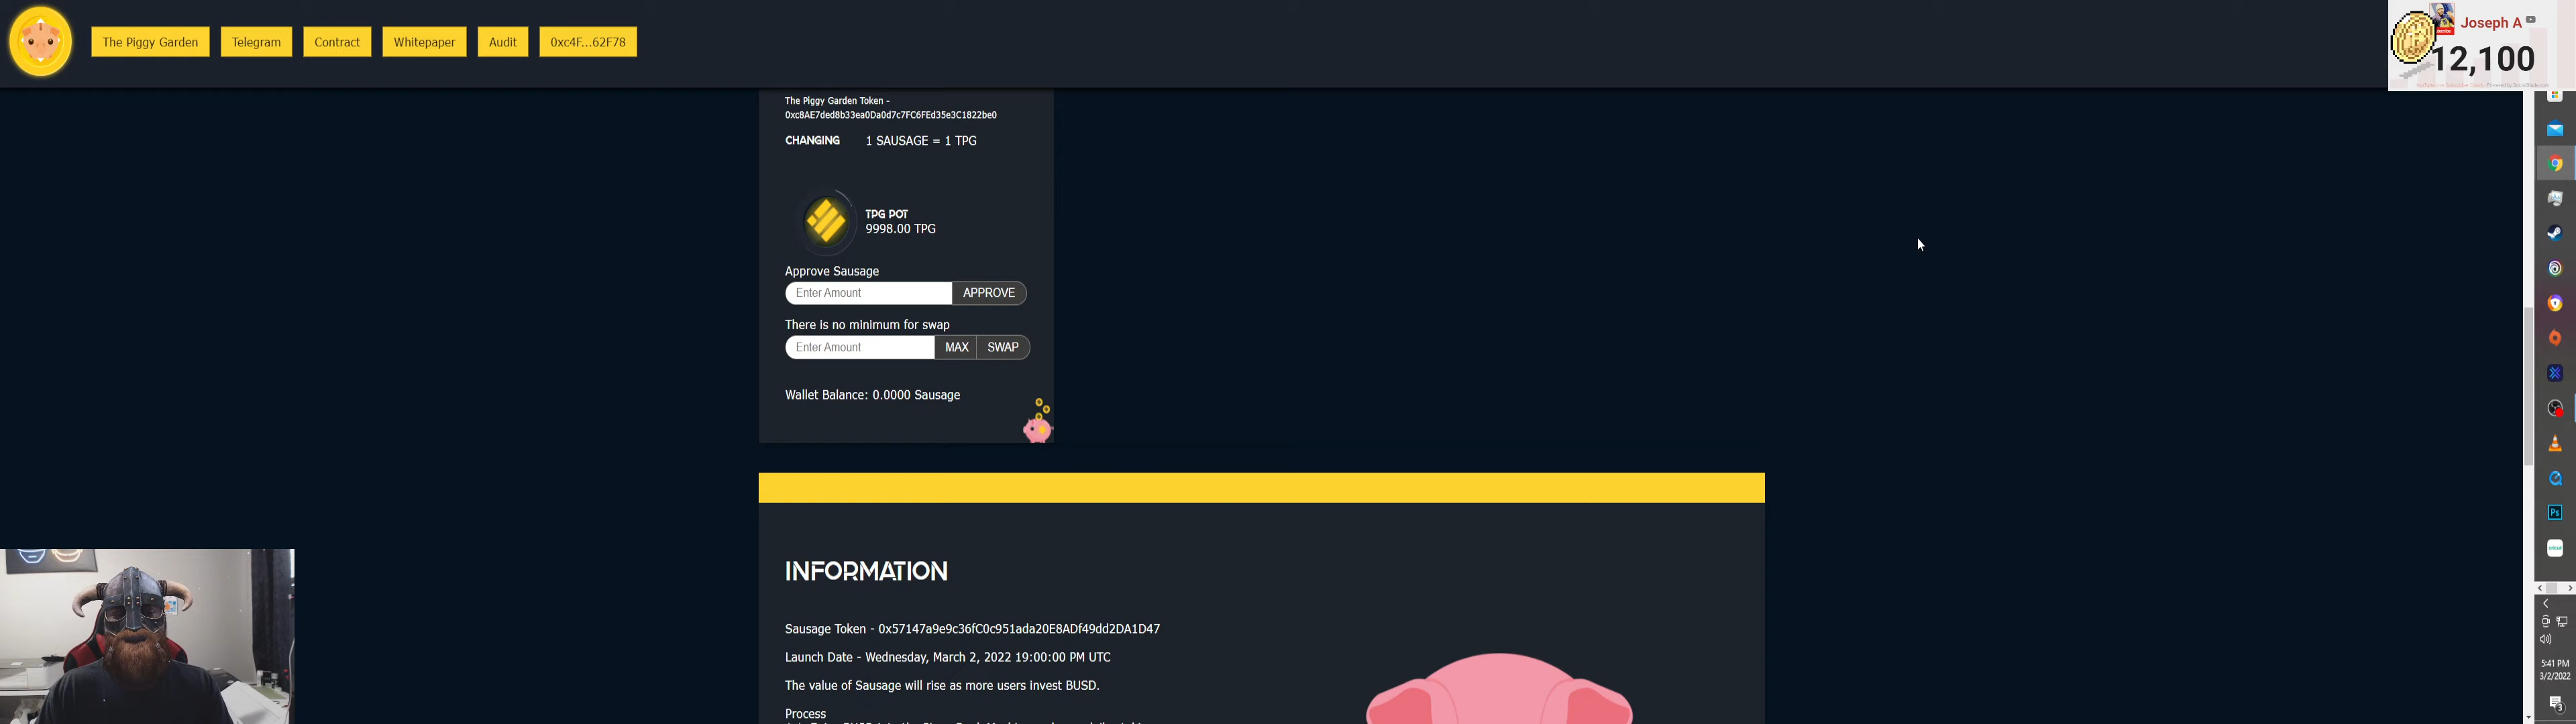 The Piggy Garden
Telegram
Contract
Whitepaper
Audit
0xc4F...62F78
Joseph A
12,100
The Piggy Garden Token -
0xc8AE7ded8b33ea0Da0d7c7FC6FEd35e3C1822be0
CHANGING 1 SAUSAGE = 1 TPG
TPG POT
9998.00 TPG
Approve Sausage
Enter Amount APPROVE
There is no minimum for swap
Enter Amount MAX SWAP
Wallet Balance: 0.0000 Sausage
INFORMATION
Sausage Token - 0x57147a9e9c36fC0c951ada20E8ADf49dd2DA1D47
Launch Date - Wednesday, March 2, 2022 19:00:00 PM UTC
The value of Sausage will rise as more users invest BUSD.
Process
Ps
5:41 PM
3/2/2022
3